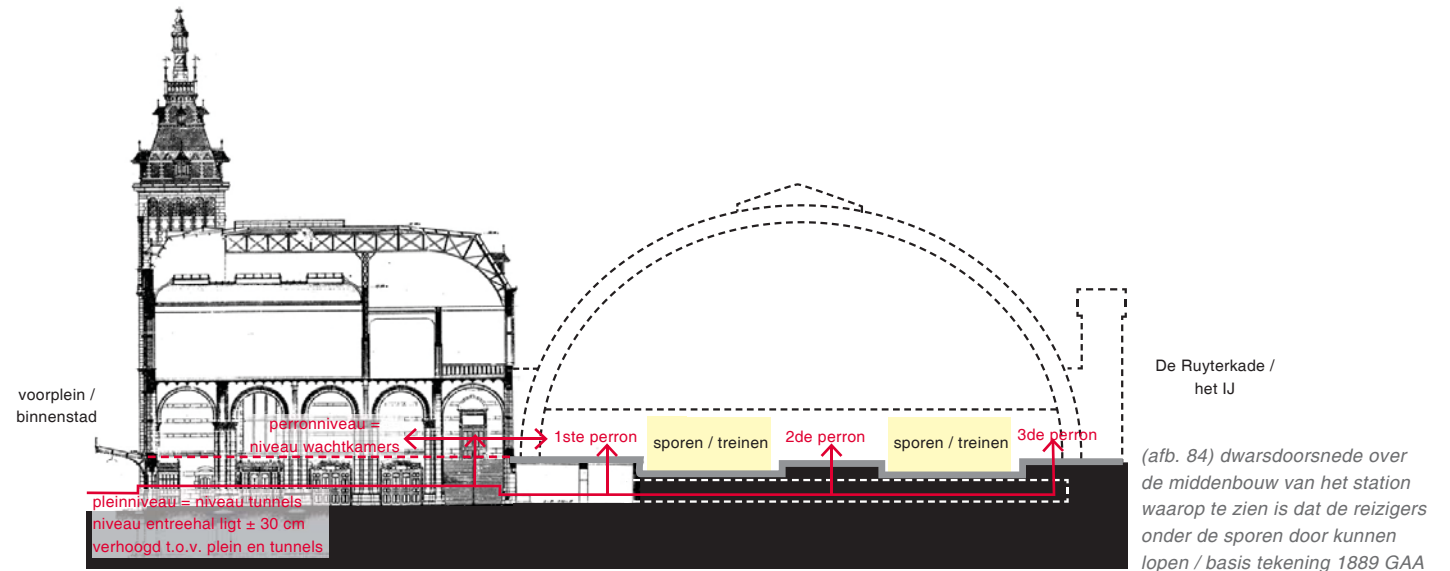 voorplein /
binnenstad
perronniveau =
niveau wachtkamers
1ste perron
sporen / treinen
2de perron
sporen / treinen
3de perron
De Ruyterkade /
het IJ
pleinniveau = niveau tunnels
niveau entreehal ligt ± 30 cm
verhoogd t.o.v. plein en tunnels
(afb. 84) dwarsdoorsnede over
de middenbouw van het station
waarop te zien is dat de reizigers
onder de sporen door kunnen
lopen / basis tekening 1889 GAA